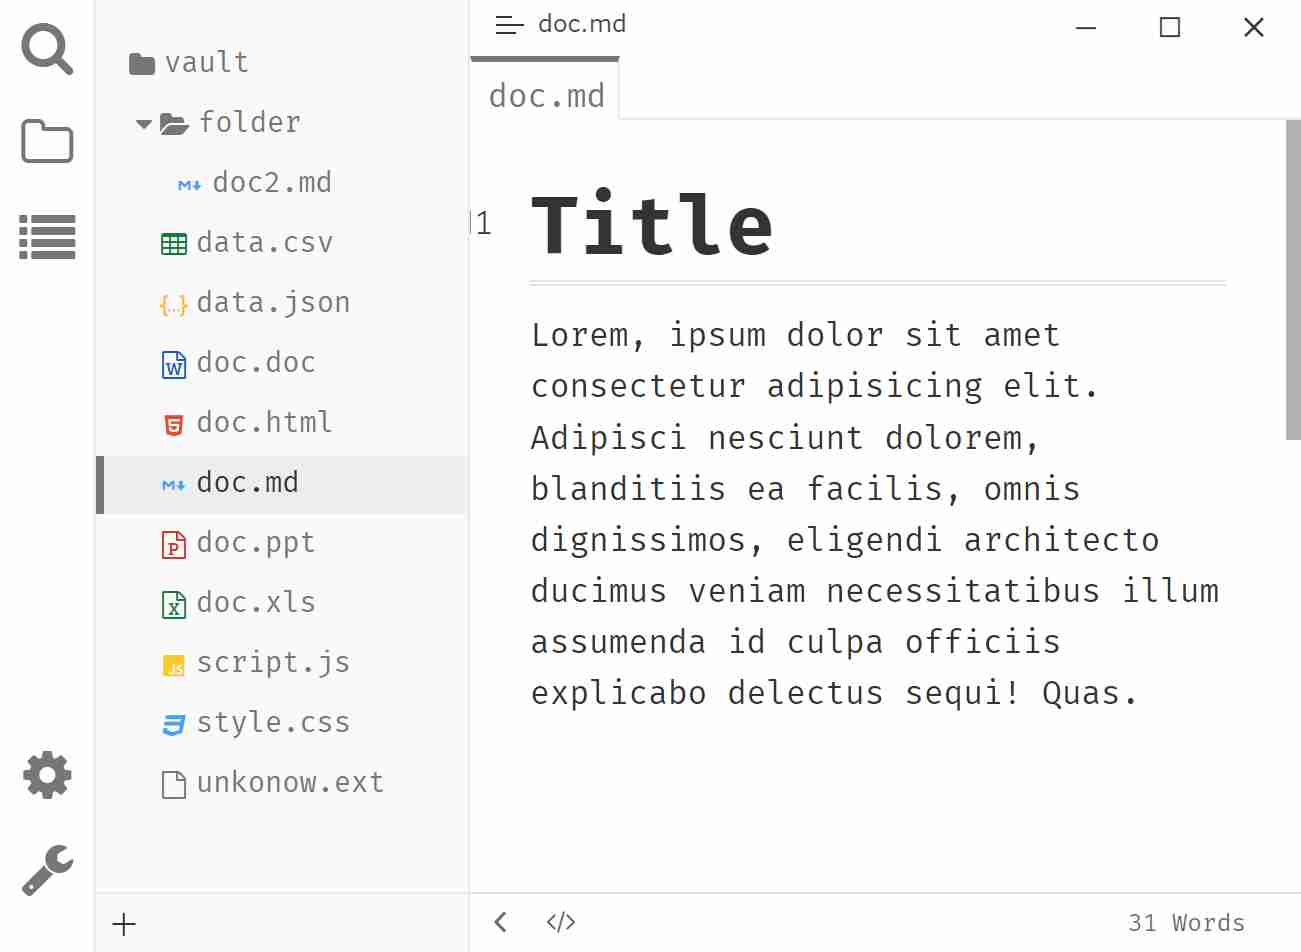 doc.md
vault
folder
doc2.md
data.csv
data.json
doc.doc
doc.html
doc.md
doc.ppt
doc.xls
script.js
style.css
unkonow.ext
doc.md
Title
Lorem, ipsum dolor sit amet
consectetur adipisicing elit.
Adipisci nesciunt dolorem,
blanditiis ea facilis, omnis
dignissimos, eligendi architecto
ducimus veniam necessitatibus illum
assumenda id culpa officiis
explicabo delectus sequi! Quas.
31 Words